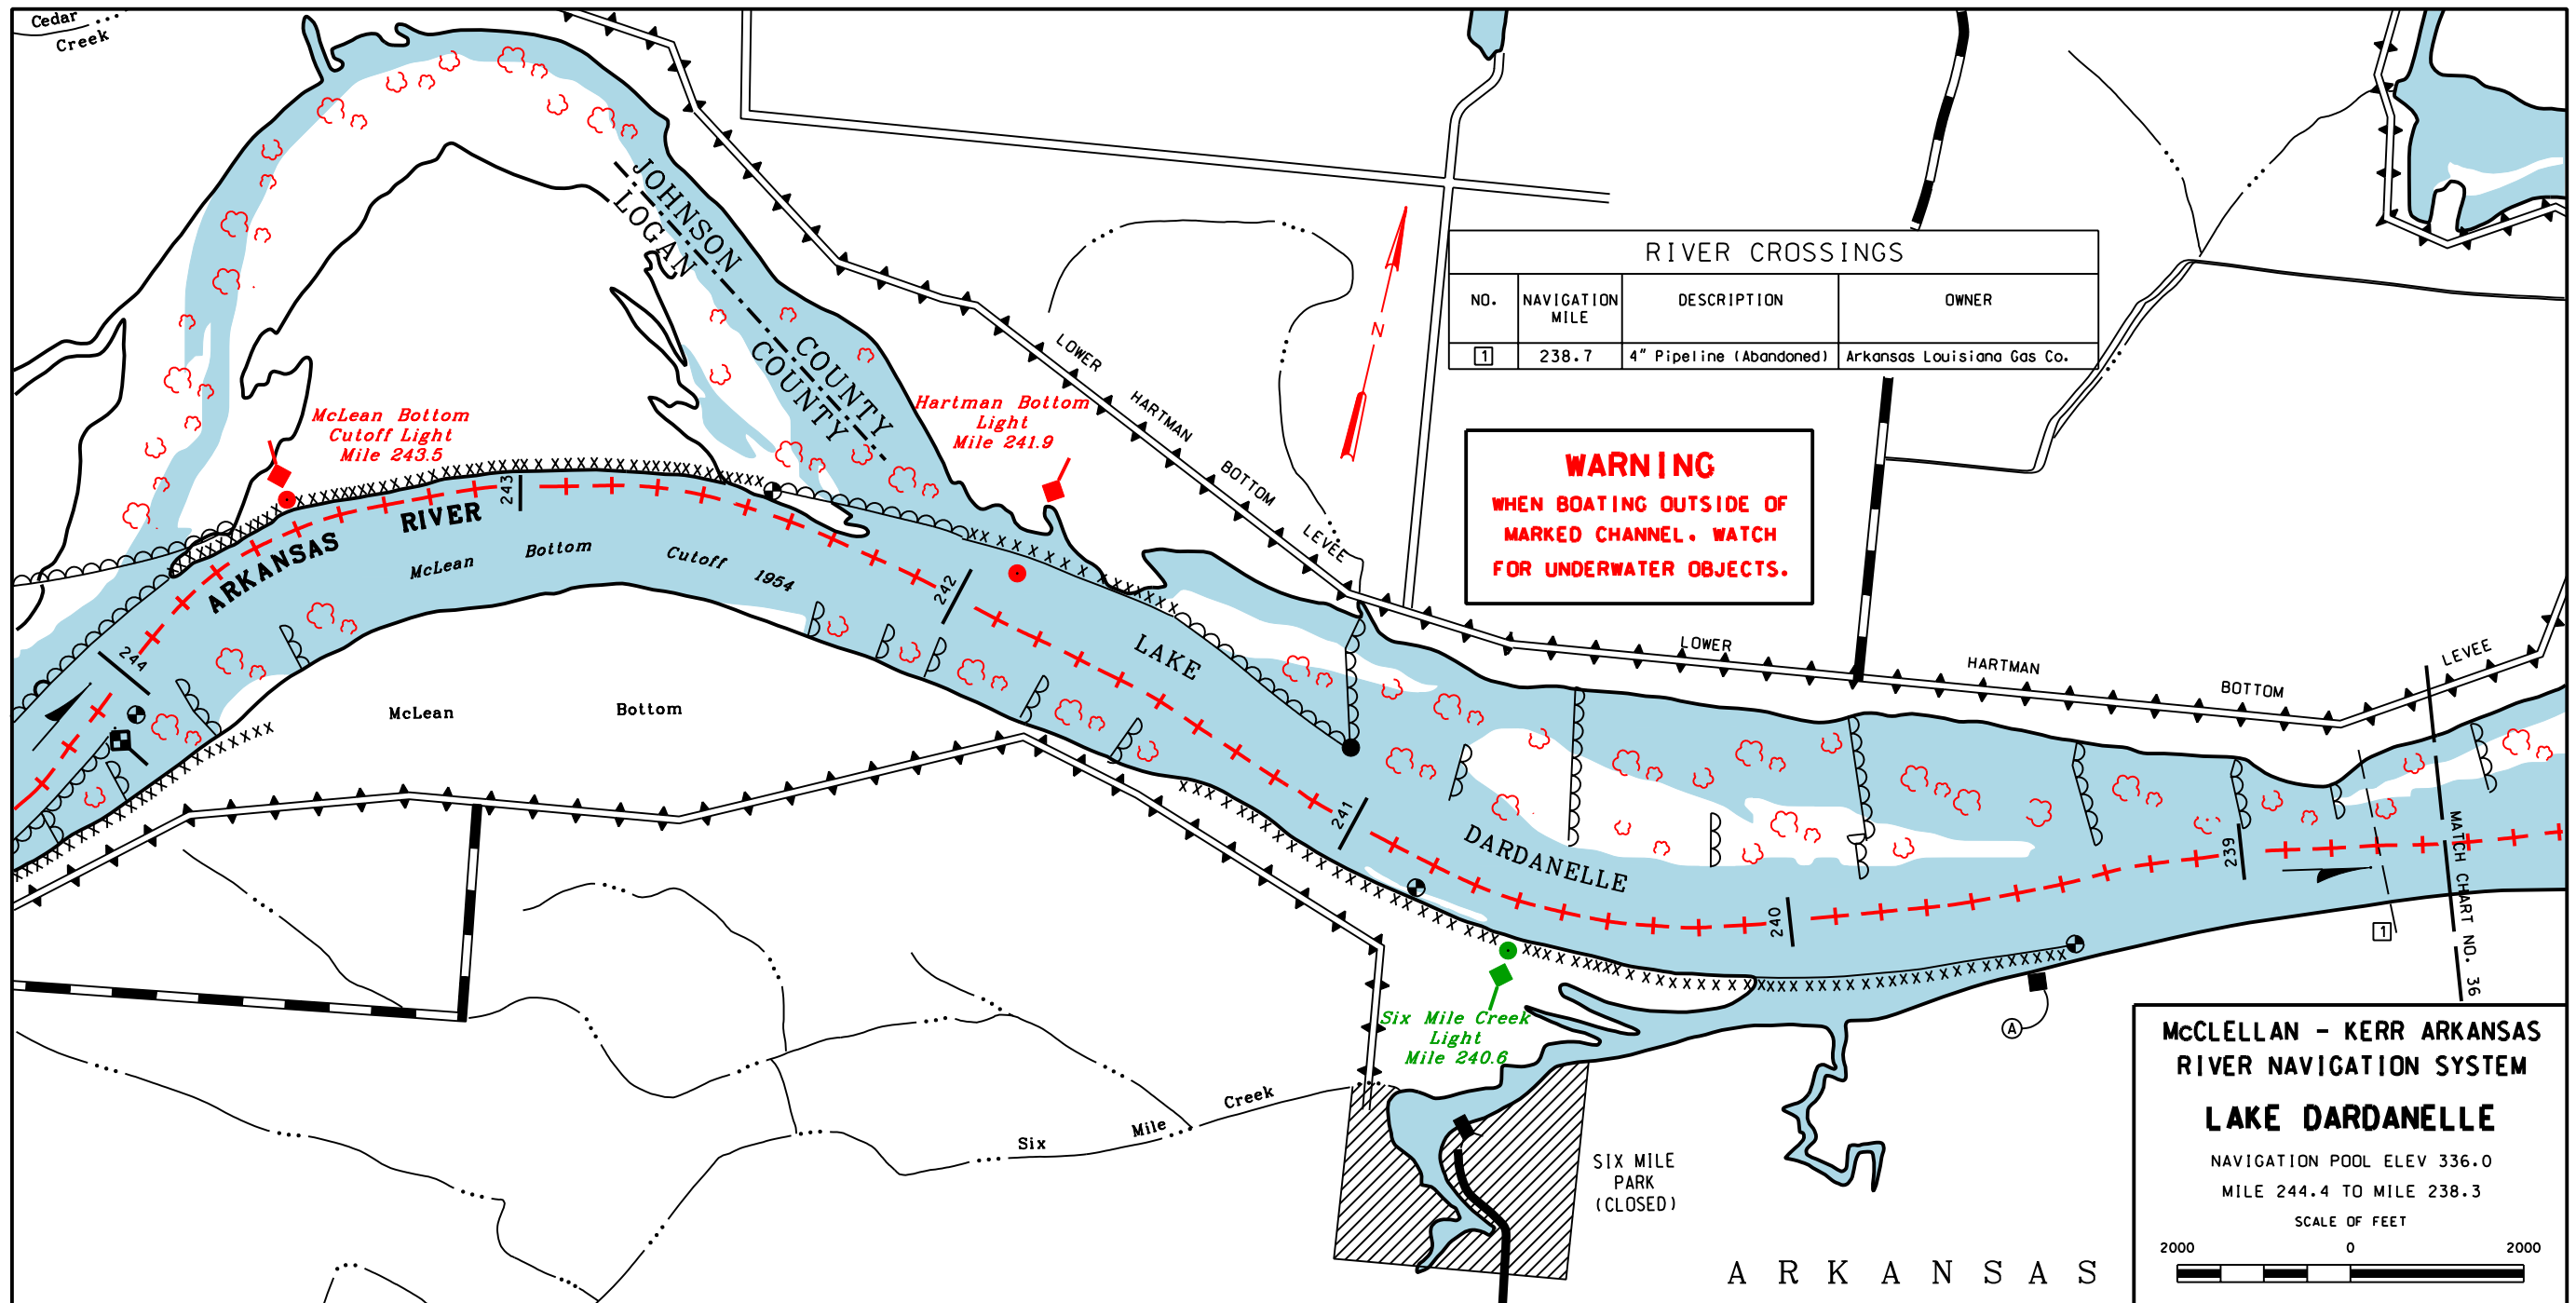 Cedar
Creek
JOHNSON COUNTY
LOGAN COUNTY
RIVER CROSSINGS
NO. NAVIGATION MILE DESCRIPTION OWNER
1 238.7 4" Pipeline (Abandoned) Arkansas Louisiana Gas Co.
N
LOWER HARTMAN BOTTOM LEVEE
McLean Bottom
Cutoff Light
Mile 243.5
Hartman Bottom
Light
Mile 241.9
WARNING
WHEN BOATING OUTSIDE OF
MARKED CHANNEL. WATCH
FOR UNDERWATER OBJECTS.
ARKANSAS RIVER
243
McLean Bottom Cutoff 1954
242
244
LAKE DARDANELLE
LOWER HARTMAN BOTTOM LEVEE
McLean Bottom
241
240
239
MATCH CHART NO. 36
1
A
Six Mile Creek
Light
Mile 240.6
Six Mile Creek
SIX MILE
PARK
(CLOSED)
ARKANSAS
McCLELLAN - KERR ARKANSAS
RIVER NAVIGATION SYSTEM
LAKE DARDANELLE
NAVIGATION POOL ELEV 336.0
MILE 244.4 TO MILE 238.3
SCALE OF FEET
2000 0 2000